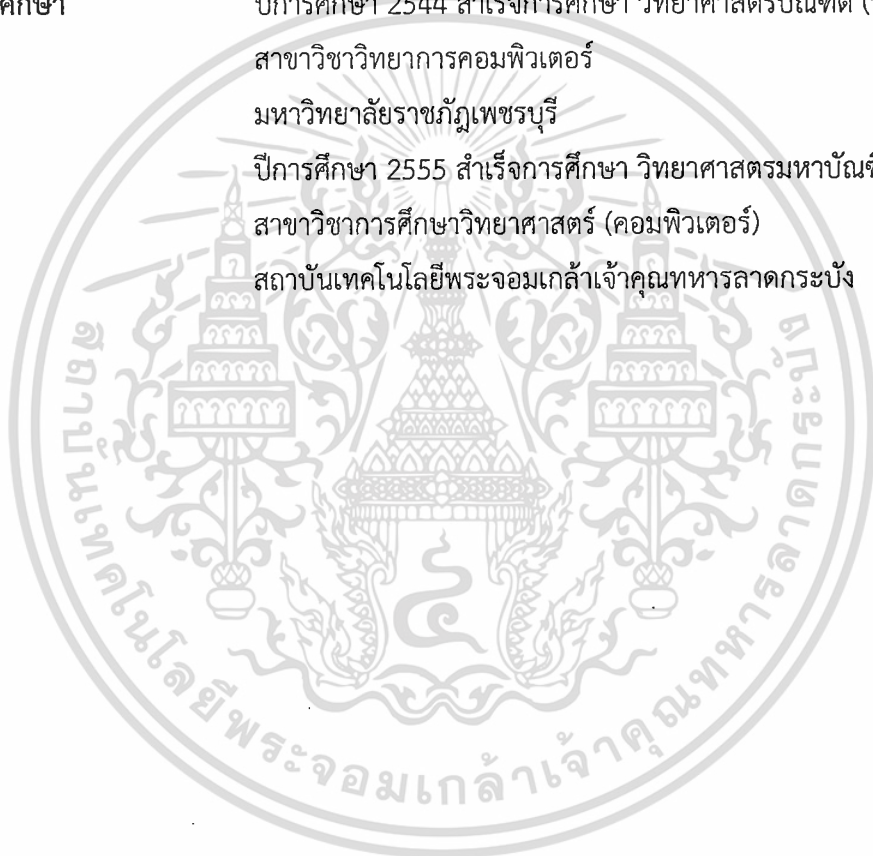 ศึกษา ปีการศึกษา 2544 สำเร็จการศึกษา วิทยาศาสตรบัณฑิต (
สาขาวิชาวิทยาการคอมพิวเตอร์
มหาวิทยาลัยราชภัฏเพชรบุรี
ปีการศึกษา 2555 สำเร็จการศึกษา วิทยาศาสตรมหาบัณฑิ
สาขาวิชาการศึกษาวิทยาศาสตร์ (คอมพิวเตอร์)
สถาบันเทคโนโลยีพระจอมเกล้าเจ้าคุณทหารลาดกระบัง
สถาบันเทคโนโลยีพระจอมเกล้าเจ้าคุณทหารลาดกระบัง
๔